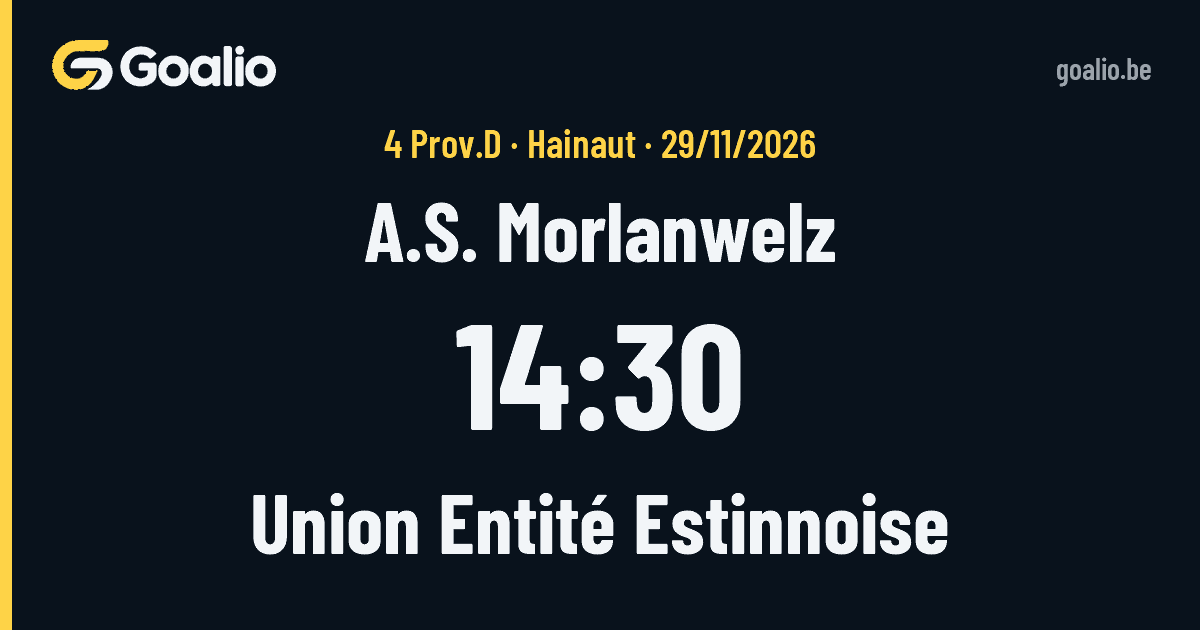 Goalio
goalio.be
4 Prov.D · Hainaut · 29/11/2026
A.S. Morlanwelz
14:30
Union Entité Estinnoise